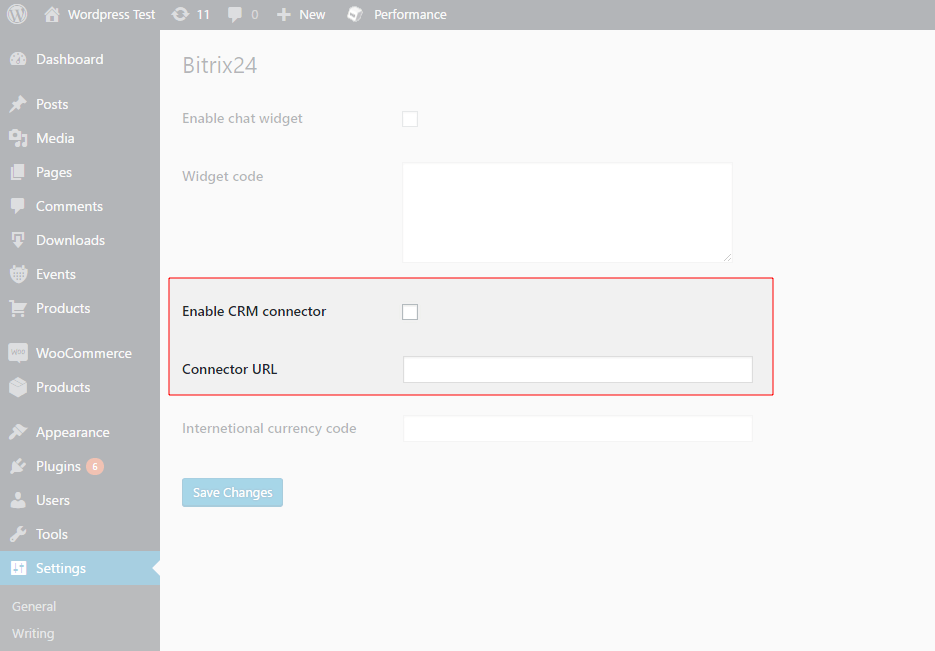 Wordpress Test 11 0 New Performance
Dashboard
Posts
Media
Pages
Comments
Downloads
Events
Products
WooCommerce
Products
Appearance
Plugins 6
Users
Tools
Settings
General
Writing
Bitrix24
Enable chat widget
Widget code
Enable CRM connector
Connector URL
Internetional currency code
Save Changes